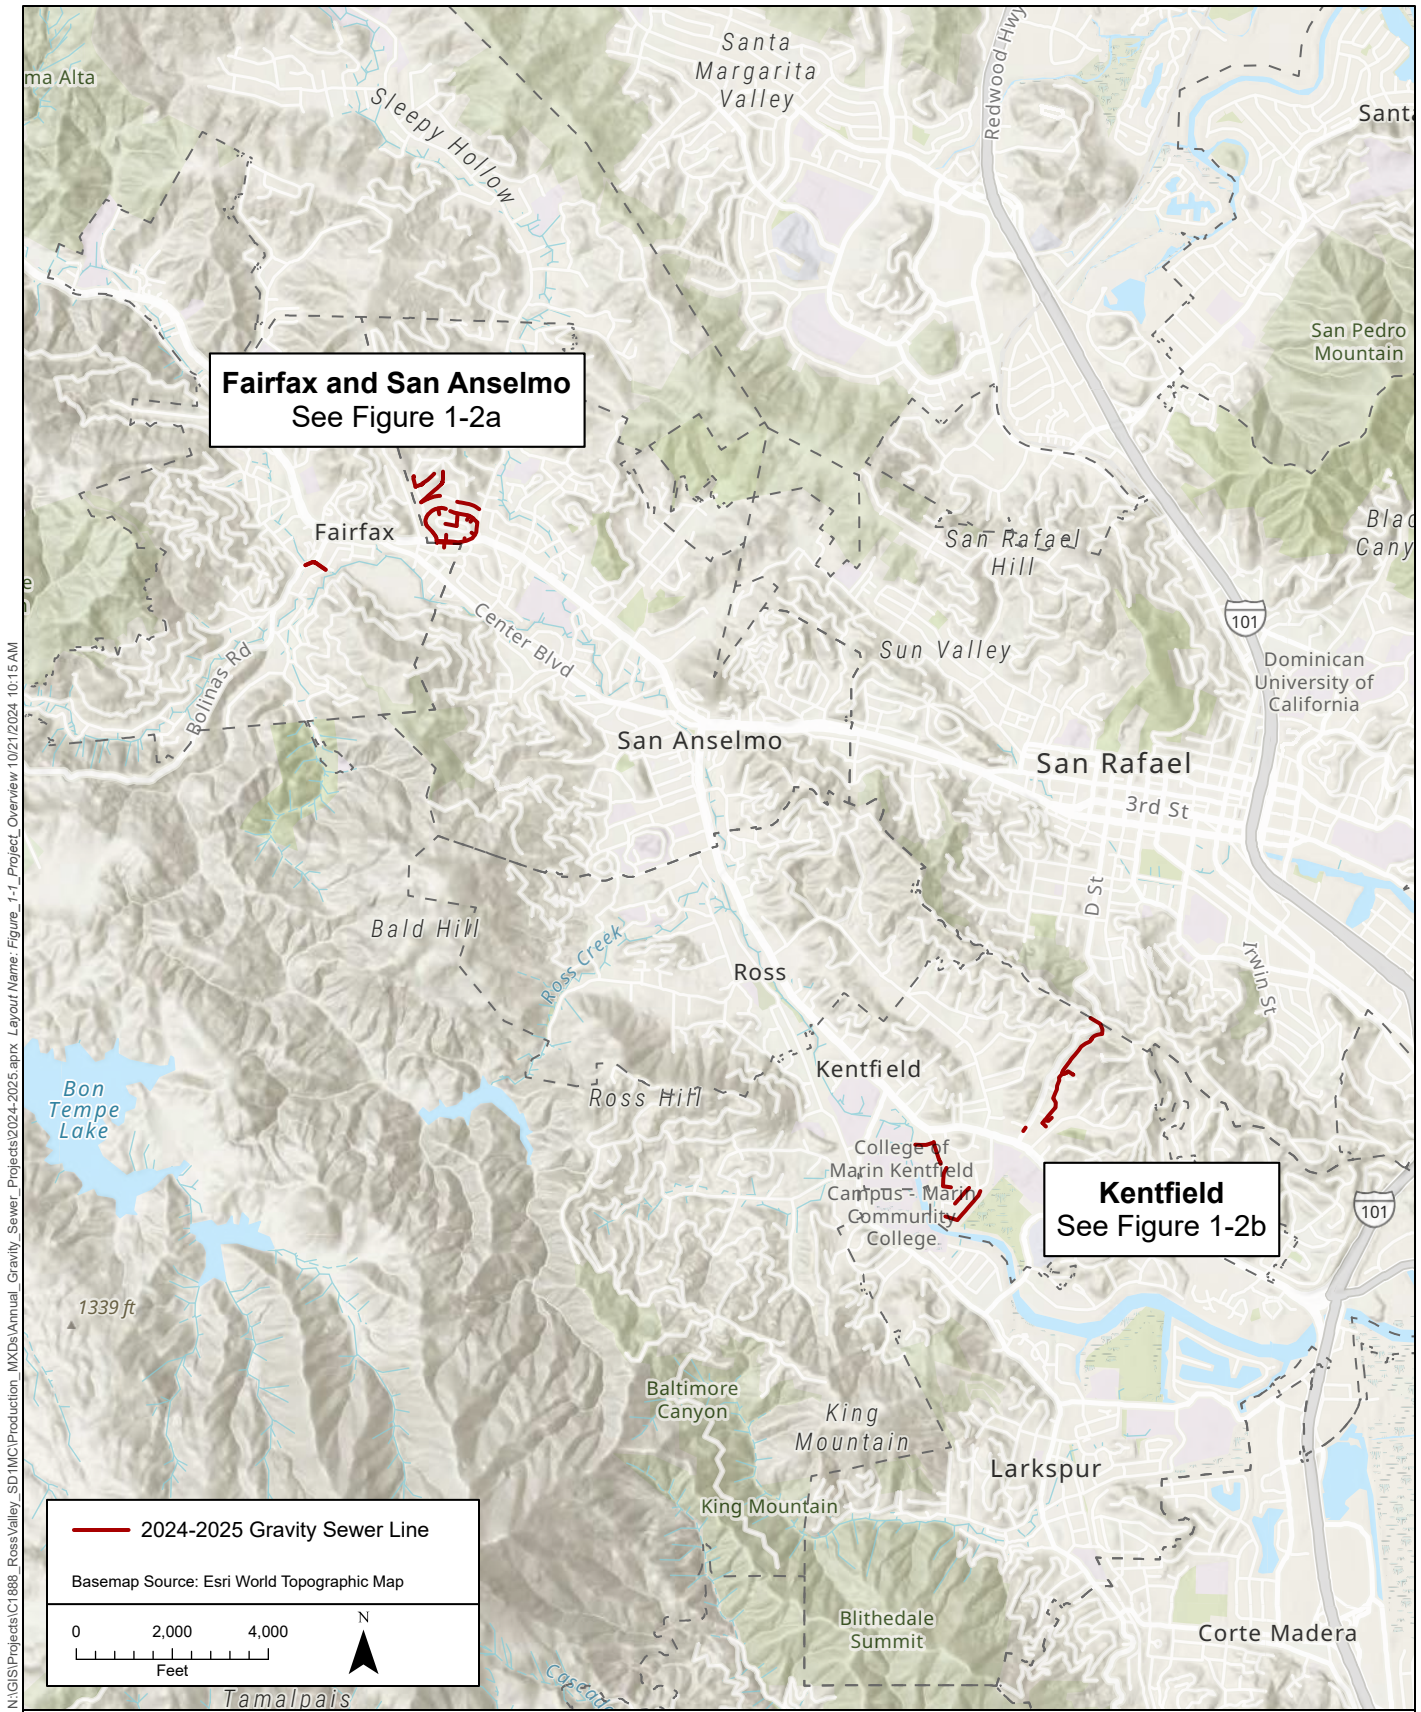 Santa
Margarita
Valley
Redwood Hwy
ma Alta
Sleepy Hollow
Santa
San Pedro
Mountain
Fairfax and San Anselmo
See Figure 1-2a
Fairfax
San Rafael
Hill
Blac
Cany
e
Center Blvd
101
Sun Valley
Bolinas Rd
Dominican
University of
California
San Anselmo
San Rafael
3rd St
D St
Irwin St
Bald Hill
Ross Creek
Ross
Kentfield
Bon
Tempe
Lake
Ross Hill
College of
Marin Kentfield
Campus - Marin
Community
College
Kentfield
See Figure 1-2b
101
1339 ft
Baltimore
Canyon
King
Mountain
Larkspur
King Mountain
Blithedale
Summit
Corte Madera
Cascade
Tamalpais
2024-2025 Gravity Sewer Line
Basemap Source: Esri World Topographic Map
0 2,000 4,000
Feet
N
N:\GIS\Projects\C1888_RossValley_SD1MC\Production_MXDs\Annual_Gravity_Sewer_Projects\2024-2025.aprx Layout Name: Figure_1-1_Project_Overview 10/21/2024 10:15 AM